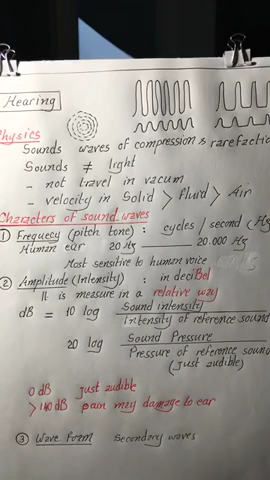 Hearing
Physics
Sounds waves of compression & rarefaction
Sounds ≠ light
- not travel in vacum
- velocity in Solid > fluid > Air
Characters of sound waves
① Frequecy (pitch tone) : cycles / second (Hz
Human ear 20 Hz ______ 20.000 Hz
Most sensitive to human voice
② Amplitude (Intensity) : in deciBel
It is measure in a relative way
dB = 10 log Sound intensity
Intensity of reference sound
20 log Sound Pressure
Pressure of reference sound
(Just audible)
0 dB just audible
> 140 dB pain may damage to ear
③ Wave form Secondary waves